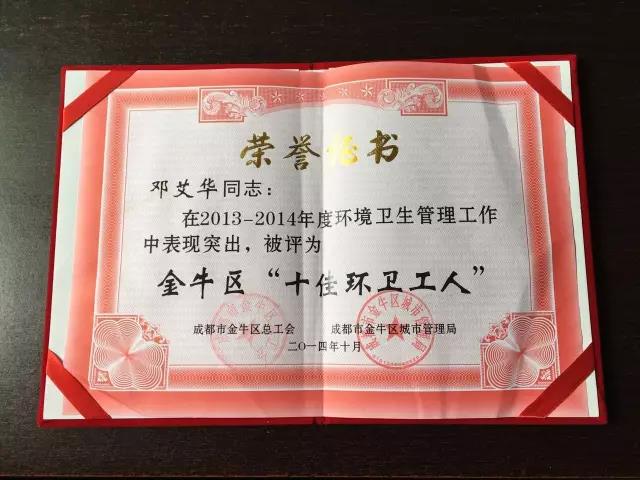 荣誉证书
邓艾华同志：
在2013-2014年度环境卫生管理工作
中表现突出，被评为
金牛区“十佳环卫工人”
成都市金牛区总工会 成都市金牛区城市管理局
二〇一四年十月